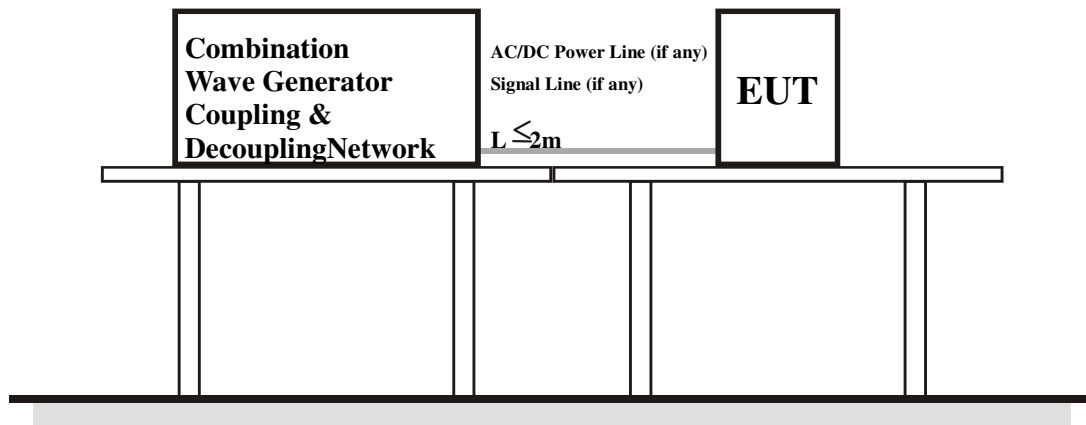 Combination
Wave Generator
Coupling &
DecouplingNetwork
AC/DC Power Line (if any)
Signal Line (if any)
L ≤2m
EUT